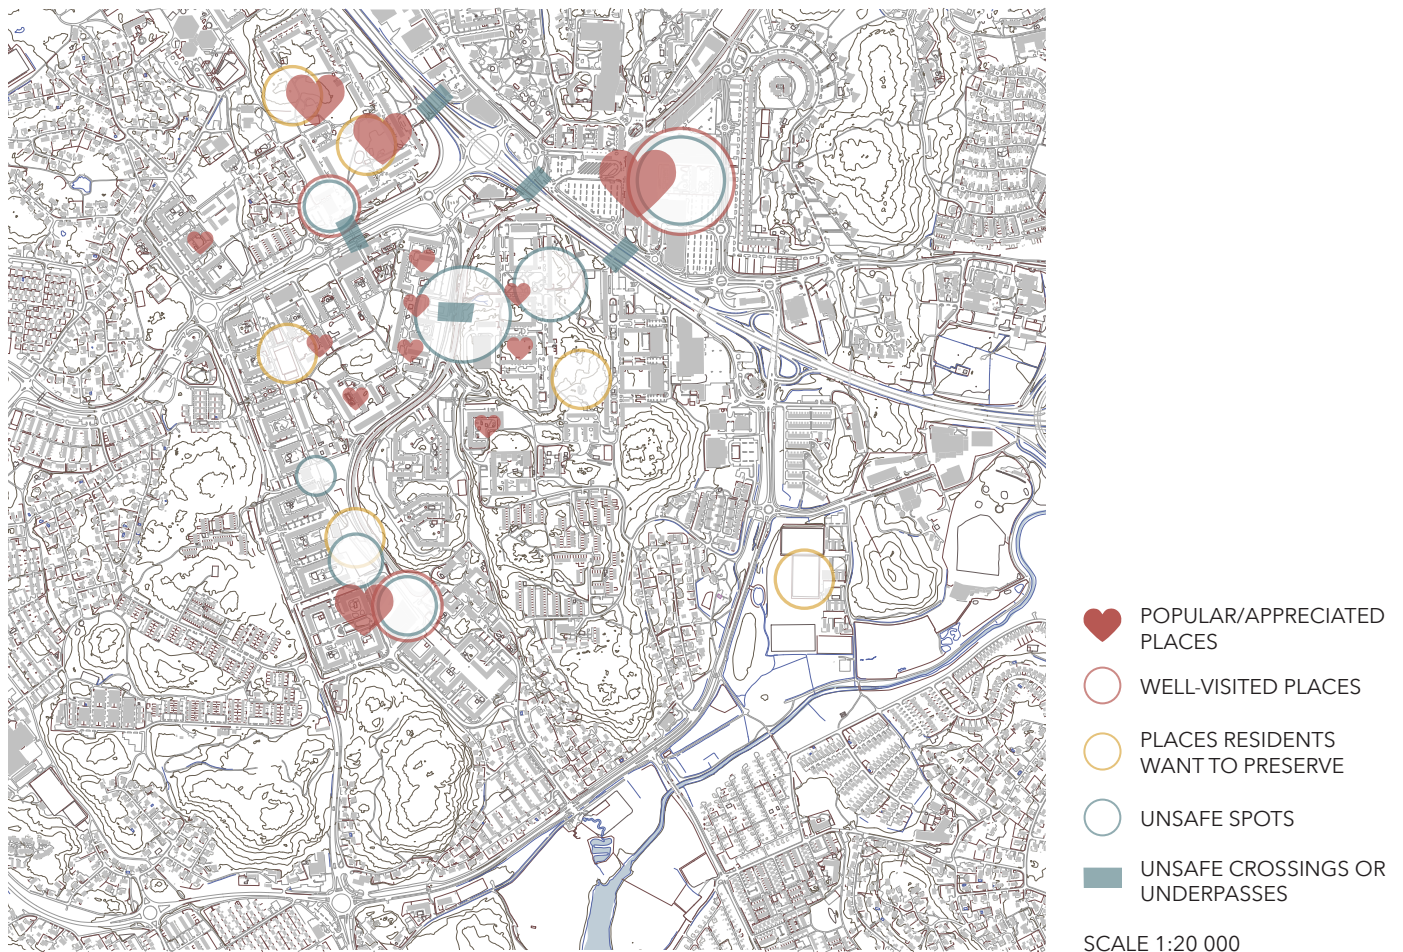 POPULAR/APPRECIATED
PLACES
WELL-VISITED PLACES
PLACES RESIDENTS
WANT TO PRESERVE
UNSAFE SPOTS
UNSAFE CROSSINGS OR
UNDERPASSES
SCALE 1:20 000